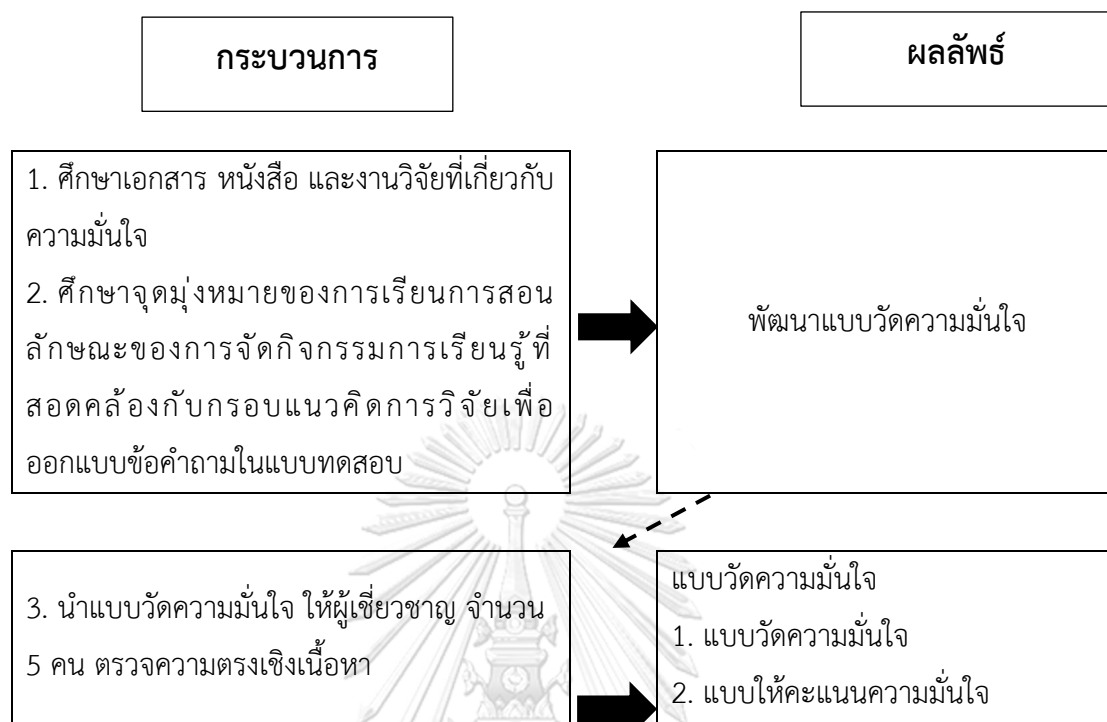 กระบวนการ
ผลลัพธ์
1. ศึกษาเอกสาร หนังสือ และงานวิจัยที่เกี่ยวกับ
ความมั่นใจ
2. ศึกษาจุดมุ่งหมายของการเรียนการสอน
ลักษณะของการจัดกิจกรรมการเรียนรู้ที่
สอดคล้องกับกรอบแนวคิดการวิจัยเพื่อ
ออกแบบข้อคำถามในแบบทดสอบ
พัฒนาแบบวัดความมั่นใจ
3. นำแบบวัดความมั่นใจ ให้ผู้เชี่ยวชาญ จำนวน
5 คน ตรวจความตรงเชิงเนื้อหา
แบบวัดความมั่นใจ
1. แบบวัดความมั่นใจ
2. แบบให้คะแนนความมั่นใจ